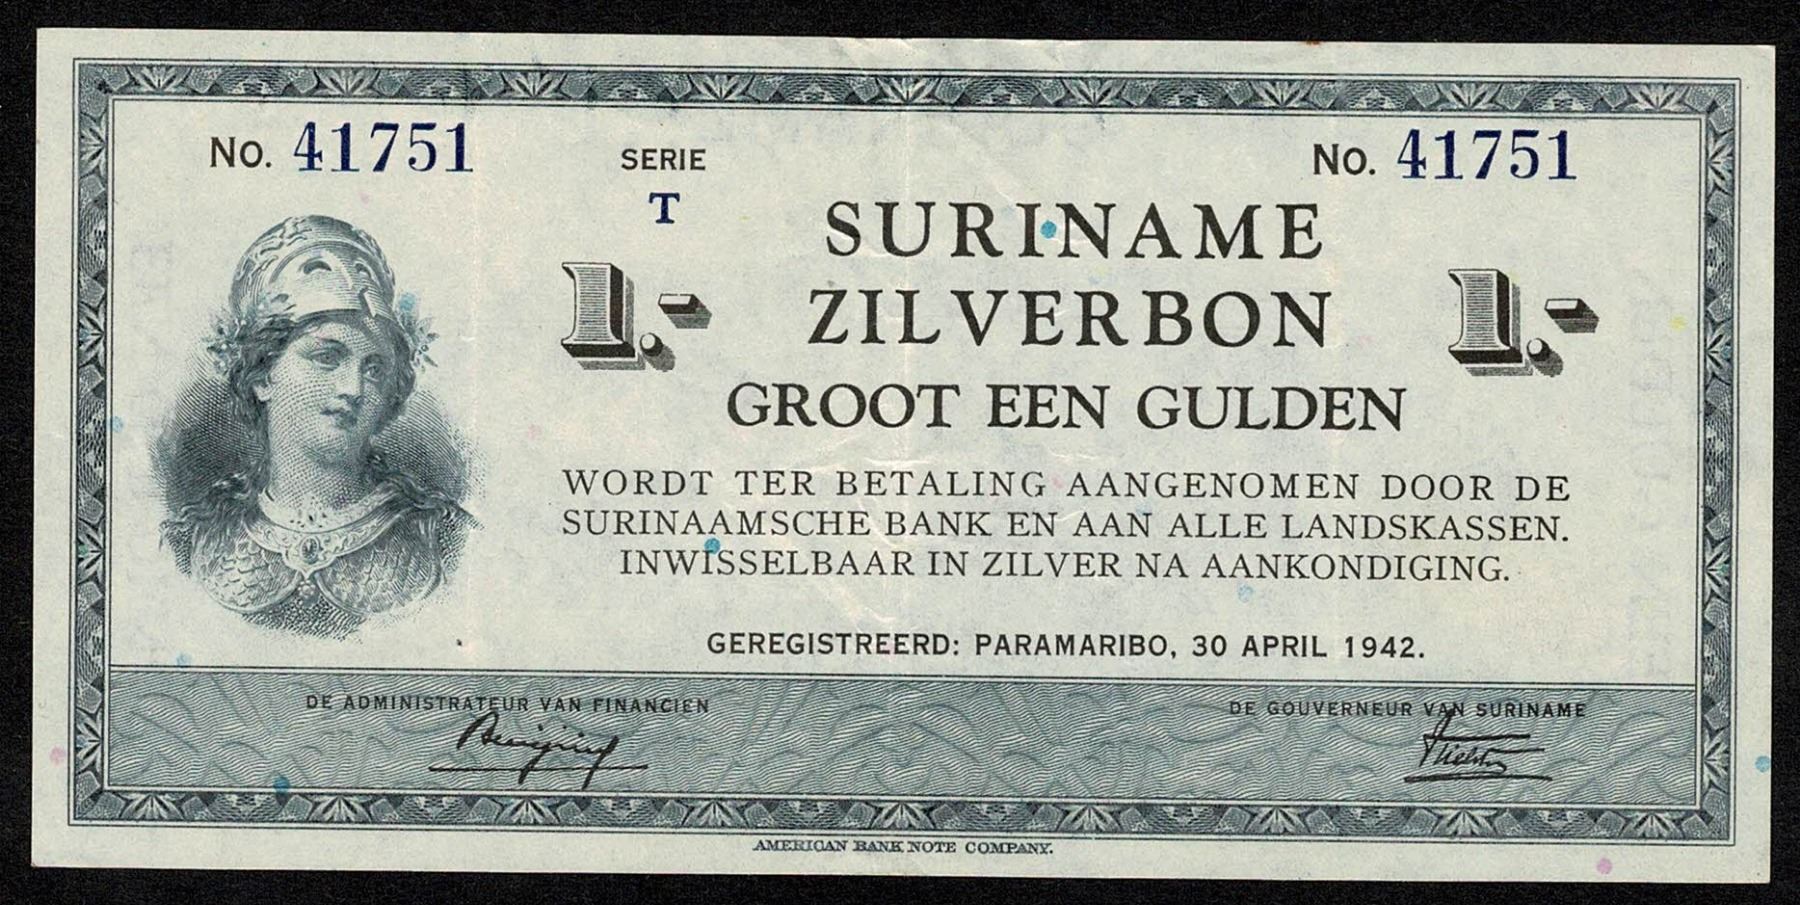 No. 41751
SERIE
T
No. 41751
SURINAME
1.-
ZILVERBON
1.-
GROOT EEN GULDEN
WORDT TER BETALING AANGENOMEN DOOR DE
SURINAAMSCHE BANK EN AAN ALLE LANDSKASSEN.
INWISSELBAAR IN ZILVER NA AANKONDIGING.
GEREGISTREERD: PARAMARIBO, 30 APRIL 1942.
DE ADMINISTRATEUR VAN FINANCIEN
DE GOUVERNEUR VAN SURINAME
AMERICAN BANK NOTE COMPANY.